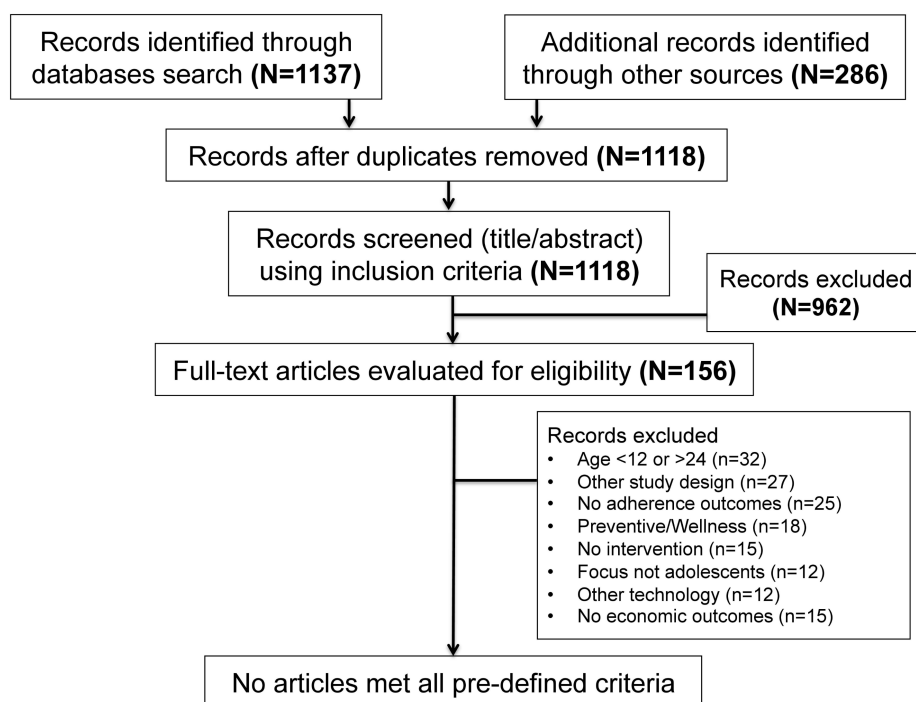 Records identified through
databases search (N=1137)
Additional records identified
through other sources (N=286)
Records after duplicates removed (N=1118)
Records screened (title/abstract)
using inclusion criteria (N=1118)
Records excluded
(N=962)
Full-text articles evaluated for eligibility (N=156)
Records excluded
• Age <12 or >24 (n=32)
• Other study design (n=27)
• No adherence outcomes (n=25)
• Preventive/Wellness (n=18)
• No intervention (n=15)
• Focus not adolescents (n=12)
• Other technology (n=12)
• No economic outcomes (n=15)
No articles met all pre-defined criteria